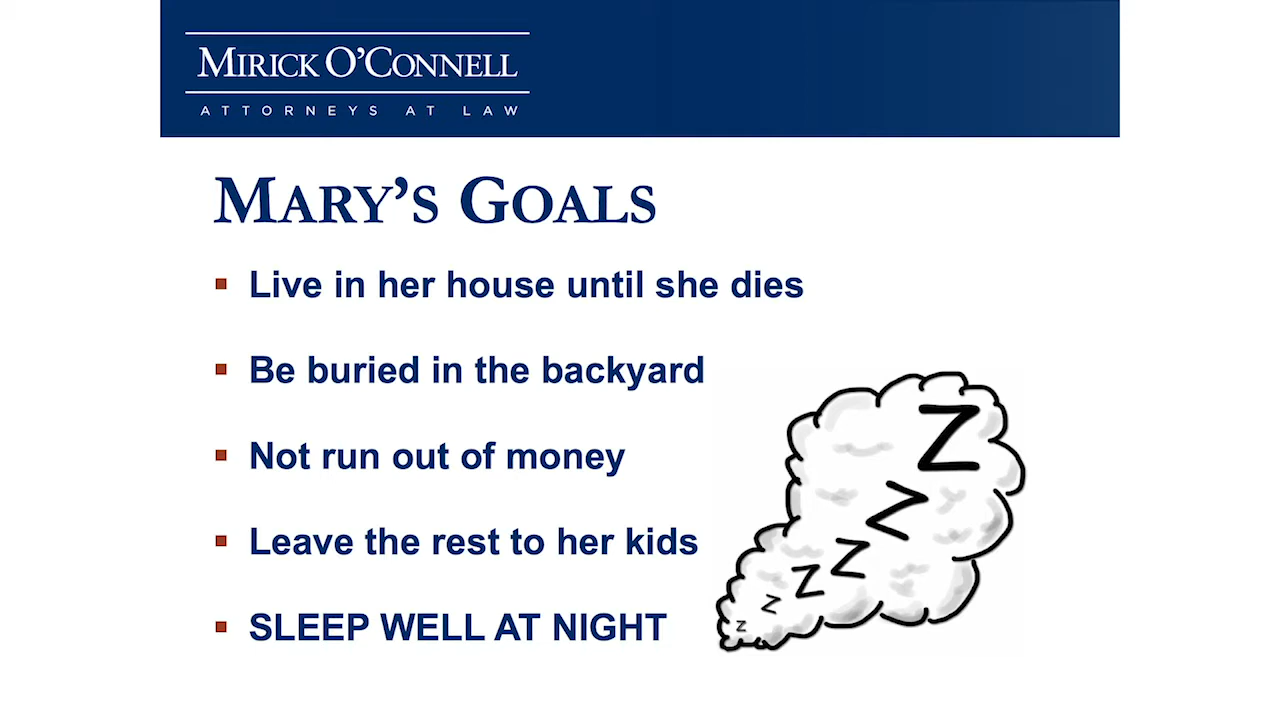 MIRICK O'CONNELL
ATTORNEYS AT LAW
MARY'S GOALS
Live in her house until she dies
Be buried in the backyard
Not run out of money
Leave the rest to her kids
SLEEP WELL AT NIGHT
Z
Z
Z
Z
Z
Z